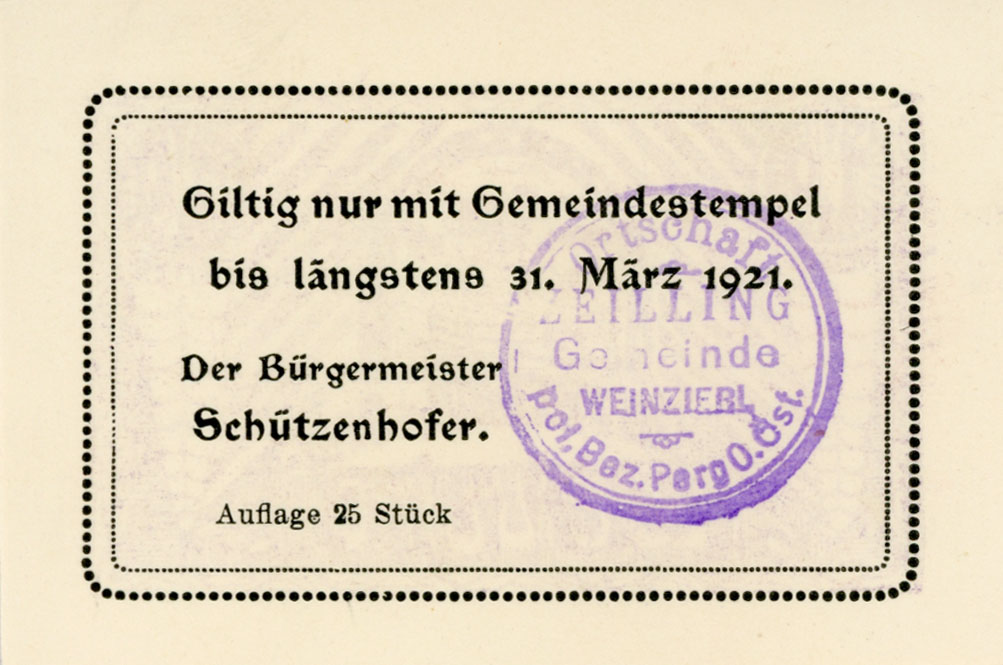 Giltig nur mit Gemeindestempel
bis längstens 31. März 1921.
Der Bürgermeister
Schützenhofer.
Auflage 25 Stück
Ortschaft
ZEILLING
Gemeinde
WEINZIERL
pol. Bez. Perg O. Öst.